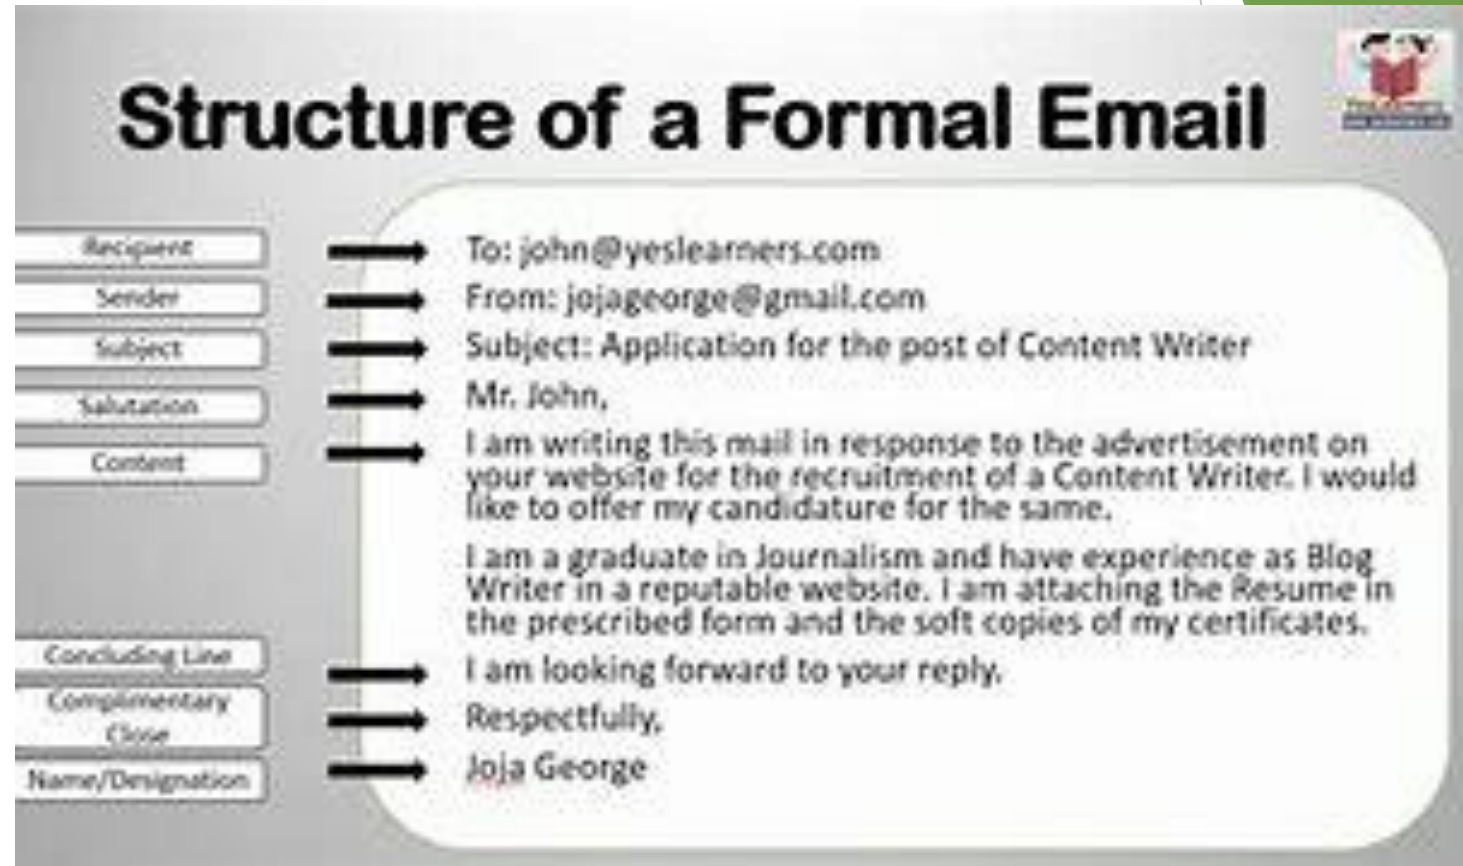 Structure of a Formal Email
Recipient
To: john@yeslearners.com
Sender
From: jojageorge@gmail.com
Subject
Subject: Application for the post of Content Writer
Salutation
Mr. John,
Content
I am writing this mail in response to the advertisement on
your website for the recruitment of a Content Writer. I would
like to offer my candidature for the same.
I am a graduate in Journalism and have experience as Blog
Writer in a reputable website. I am attaching the Resume in
the prescribed form and the soft copies of my certificates.
Concluding Line
I am looking forward to your reply.
Complimentary
Close
Respectfully,
Name/Designation
Joja George